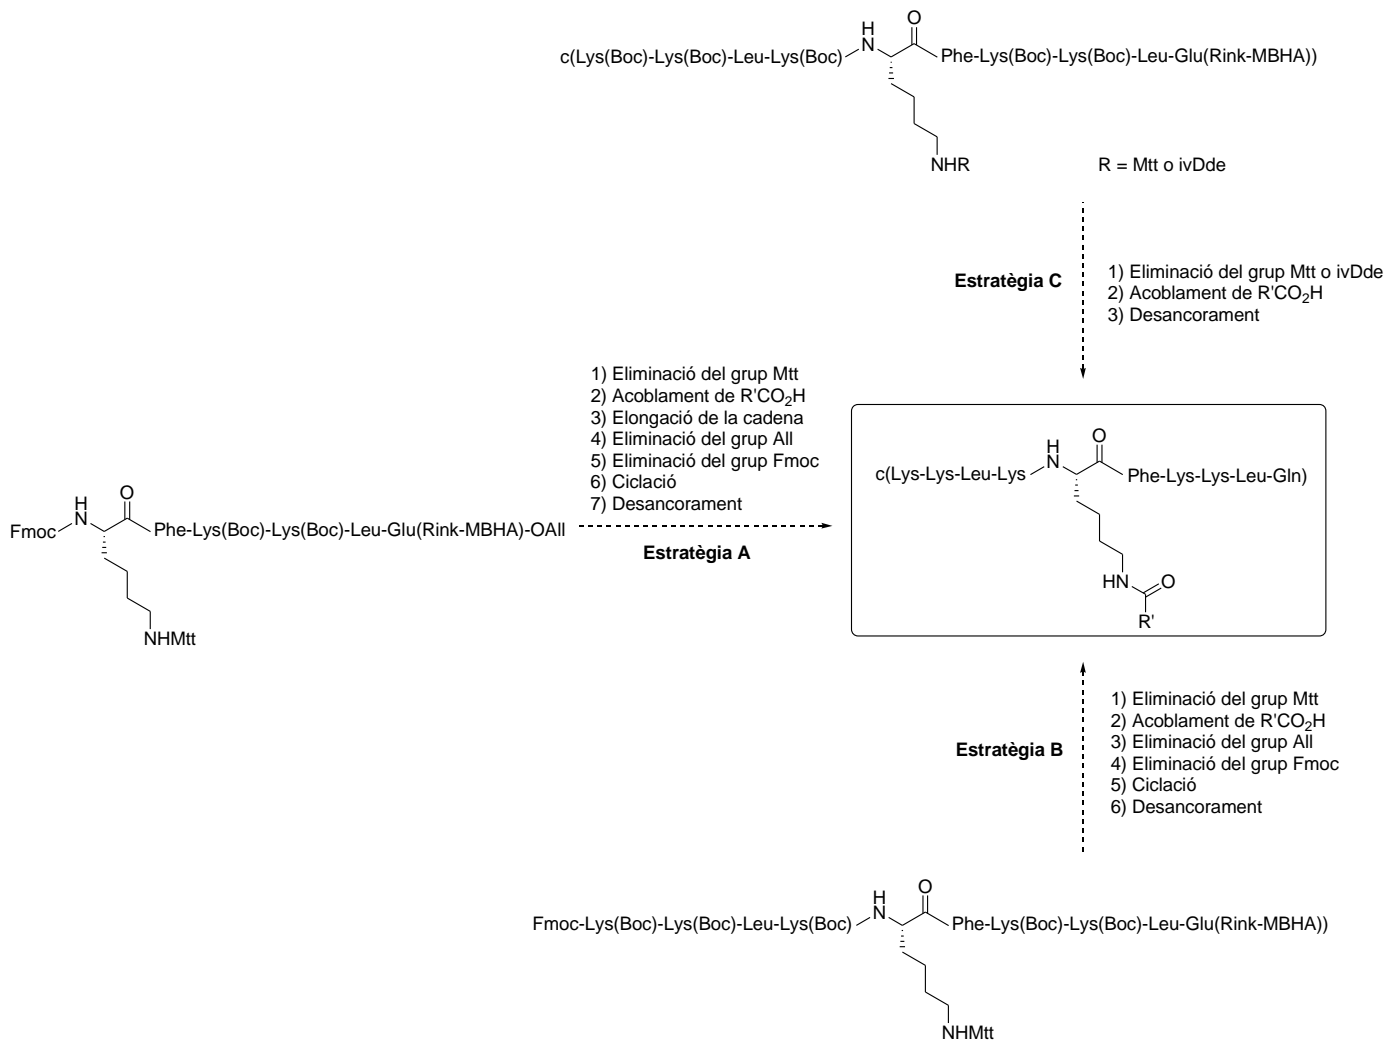 c(Lys(Boc)-Lys(Boc)-Leu-Lys(Boc)
H
N
O
Phe-Lys(Boc)-Lys(Boc)-Leu-Glu(Rink-MBHA))
NHR
R = Mtt o ivDde
Estratègia C
1) Eliminació del grup Mtt o ivDde
2) Acoblament de R'CO2H
3) Desancorament
1) Eliminació del grup Mtt
2) Acoblament de R'CO2H
3) Elongació de la cadena
4) Eliminació del grup All
5) Eliminació del grup Fmoc
6) Ciclació
7) Desancorament
Estratègia A
Fmoc
H
N
O
Phe-Lys(Boc)-Lys(Boc)-Leu-Glu(Rink-MBHA)-OAll
NHMtt
c(Lys-Lys-Leu-Lys
H
N
O
Phe-Lys-Lys-Leu-Gln)
HN
O
R'
Estratègia B
1) Eliminació del grup Mtt
2) Acoblament de R'CO2H
3) Eliminació del grup All
4) Eliminació del grup Fmoc
5) Ciclació
6) Desancorament
Fmoc-Lys(Boc)-Lys(Boc)-Leu-Lys(Boc)
H
N
O
Phe-Lys(Boc)-Lys(Boc)-Leu-Glu(Rink-MBHA))
NHMtt